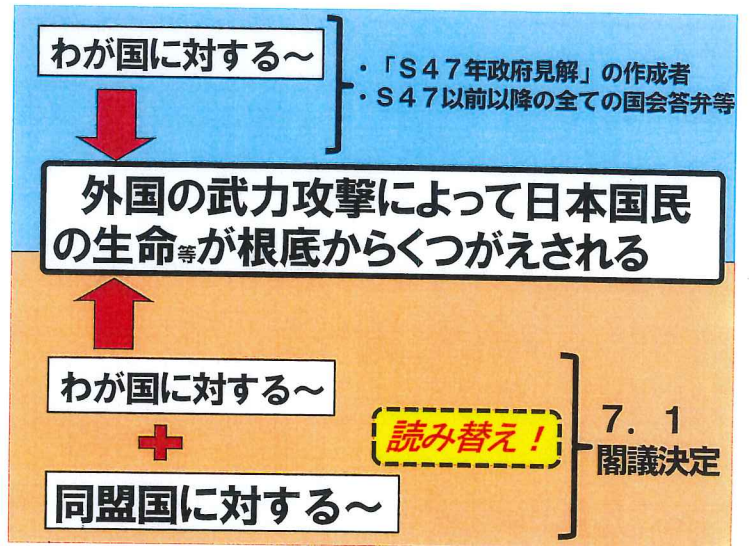 わが国に対する～
・「Ｓ４７年政府見解」の作成者
・Ｓ４７以前以降の全ての国会答弁等
外国の武力攻撃によって日本国民
の生命等が根底からくつがえされる
わが国に対する～
同盟国に対する～
読み替え！
７．１
閣議決定